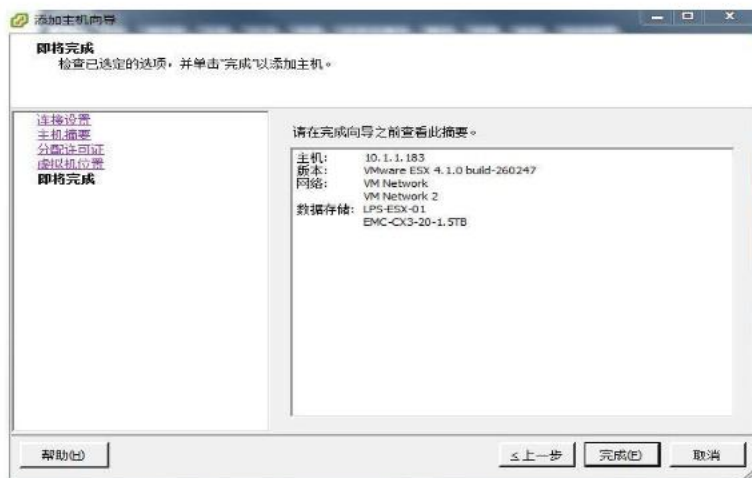 添加主机向导
即将完成
检查已选定的选项，并单击“完成”以添加主机。
连接设置
主机摘要
分配许可证
虚拟机位置
即将完成
请在完成向导之前查看此摘要。
主机: 10.1.1.183
版本: VMware ESX 4.1.0 build-260247
网络: VM Network
VM Network 2
数据存储: LPS-ESX-01
EMC-CX3-20-1.5TB
帮助(H)
≤上一步
完成(F)
取消